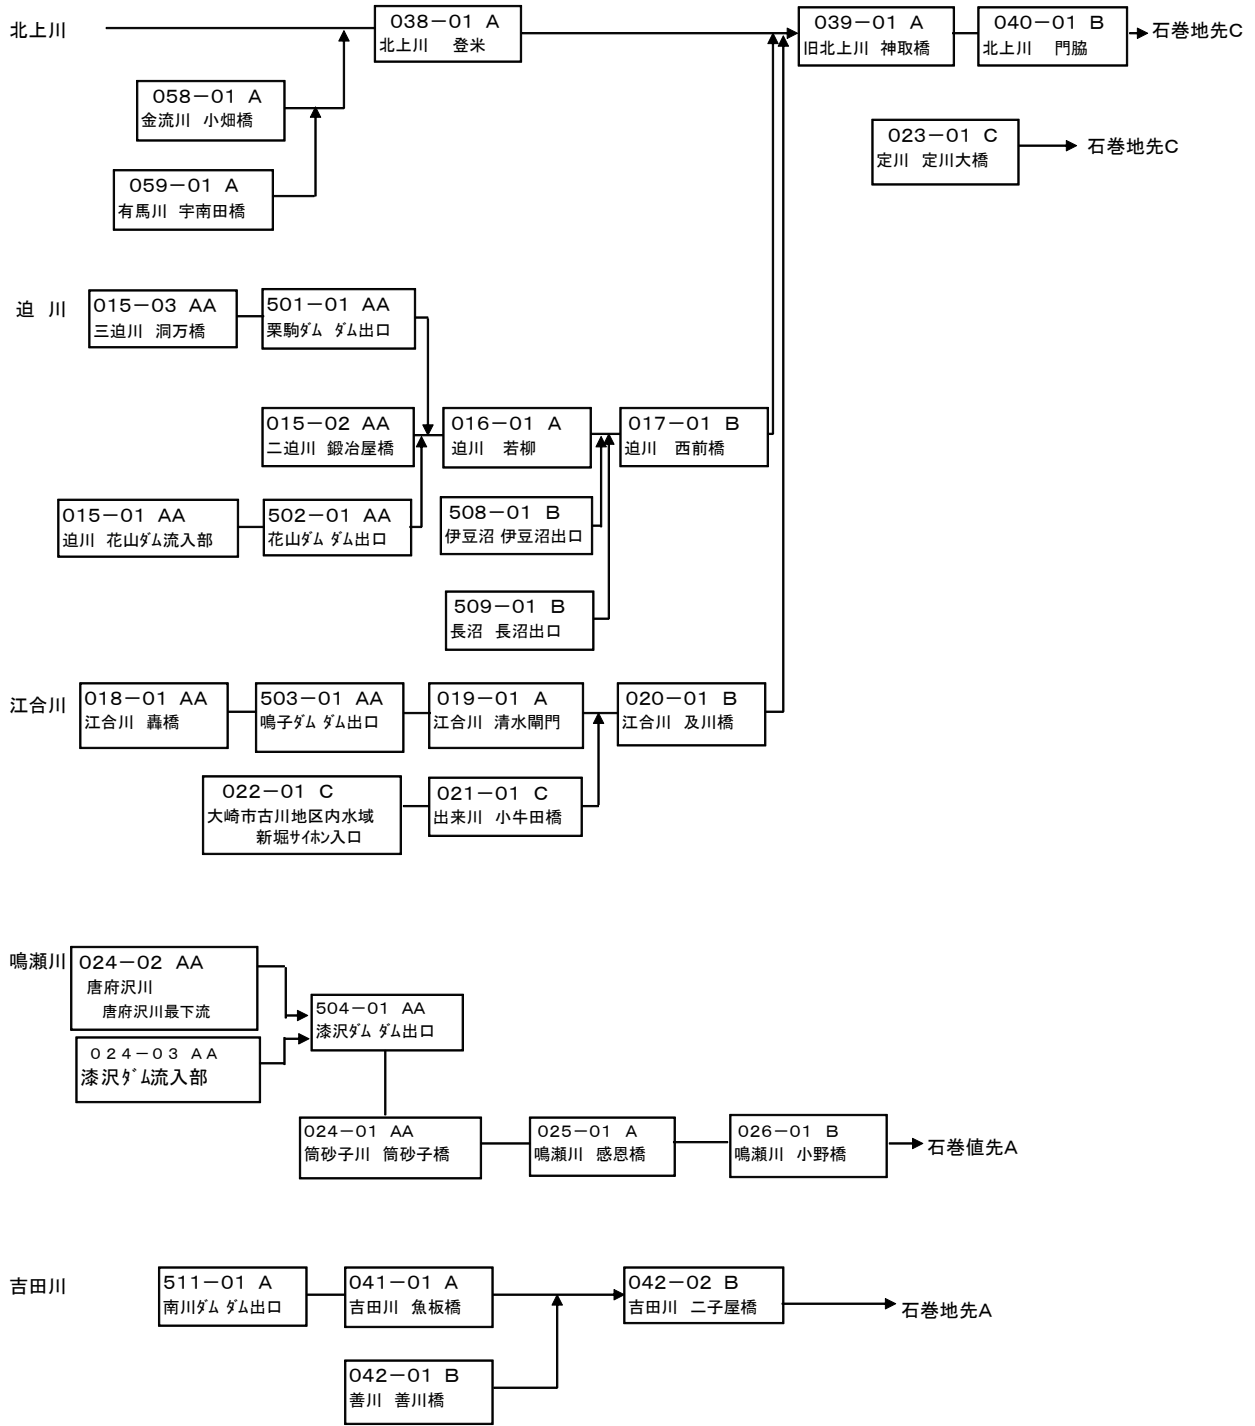 北上川
038－01 A
北上川 登米
039－01 A
旧北上川 神取橋
040－01 B
北上川 門脇
石巻地先C
058－01 A
金流川 小畑橋
059－01 A
有馬川 宇南田橋
023－01 C
定川 定川大橋
石巻地先C
迫 川
015－03 AA
三迫川 洞万橋
501－01 AA
栗駒ダム ダム出口
015－02 AA
二迫川 鍛冶屋橋
016－01 A
迫川 若柳
017－01 B
迫川 西前橋
015－01 AA
迫川 花山ダム流入部
502－01 AA
花山ダム ダム出口
508－01 B
伊豆沼 伊豆沼出口
509－01 B
長沼 長沼出口
江合川
018－01 AA
江合川 轟橋
503－01 AA
鳴子ダム ダム出口
019－01 A
江合川 清水閘門
020－01 B
江合川 及川橋
022－01 C
大崎市古川地区内水域
新堀サイホン入口
021－01 C
出来川 小牛田橋
鳴瀬川
024－02 AA
唐府沢川
唐府沢川最下流
504－01 AA
漆沢ダム ダム出口
024－03 AA
漆沢ダム流入部
024－01 AA
筒砂子川 筒砂子橋
025－01 A
鳴瀬川 感恩橋
026－01 B
鳴瀬川 小野橋
石巻値先A
吉田川
511－01 A
南川ダム ダム出口
041－01 A
吉田川 魚板橋
042－02 B
吉田川 二子屋橋
石巻地先A
042－01 B
善川 善川橋